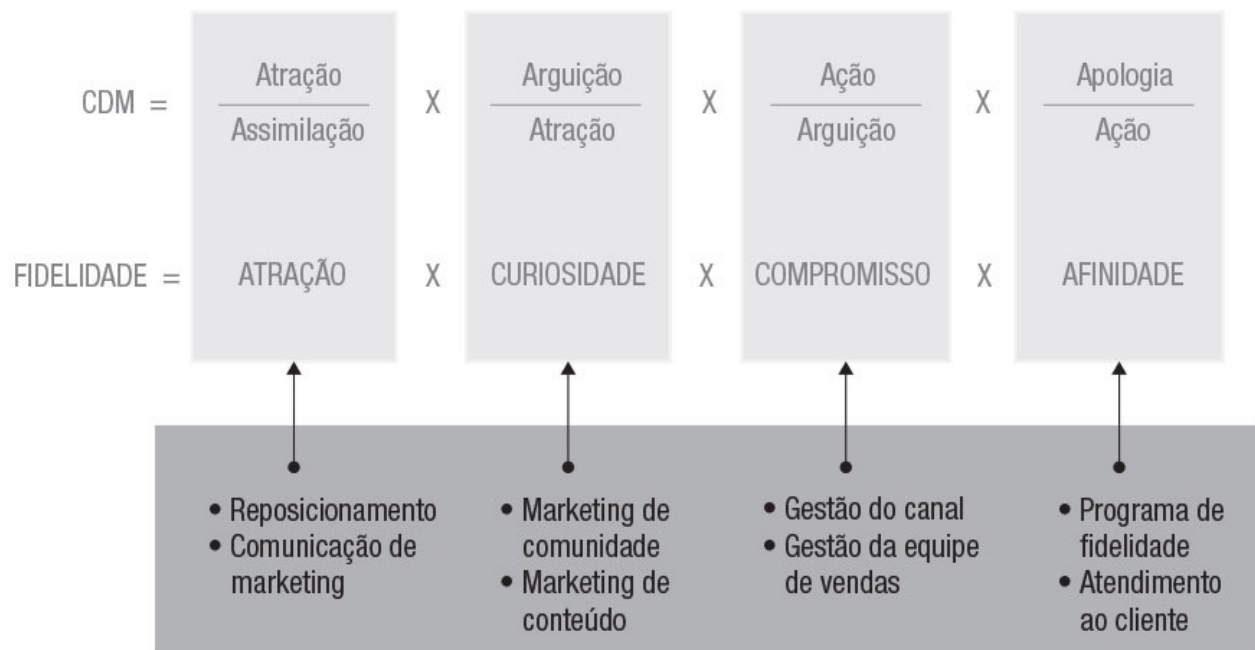 Atração Arguição Ação Apologia
CDM = X X X
Assimilação Atração Arguição Ação
FIDELIDADE = ATRAÇÃO X CURIOSIDADE X COMPROMISSO X AFINIDADE
• Reposicionamento
• Comunicação de
marketing
• Marketing de
comunidade
• Marketing de
conteúdo
• Gestão do canal
• Gestão da equipe
de vendas
• Programa de
fidelidade
• Atendimento
ao cliente